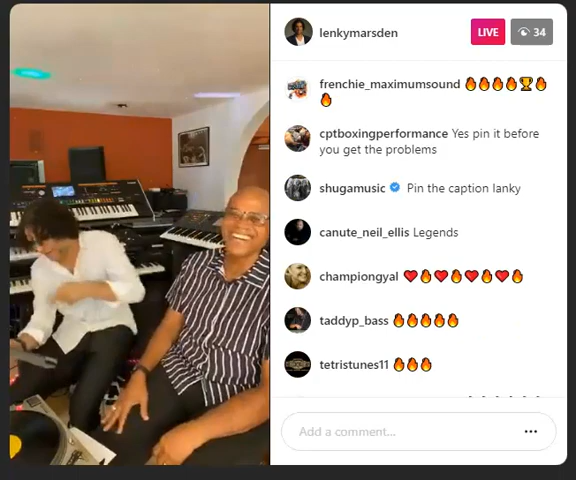 lenkymarsden
LIVE
34
frenchie_maximumsound 🔥🔥🔥🔥🏆🔥
🔥
cptboxingperformance Yes pin it before
you get the problems
shugamusic Pin the caption lanky
canute_neil_ellis Legends
championgyal ❤️🔥❤️🔥❤️🔥❤️🔥
taddyp_bass 🔥🔥🔥🔥🔥
tetristunes11 🔥🔥🔥
Add a comment...